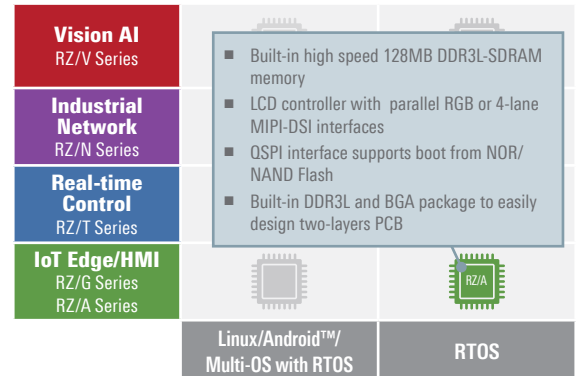 Vision AI
RZ/V Series
■ Built-in high speed 128MB DDR3L-SDRAM
memory
■ LCD controller with parallel RGB or 4-lane
MIPI-DSI interfaces
■ QSPI interface supports boot from NOR/
NAND Flash
■ Built-in DDR3L and BGA package to easily
design two-layers PCB
Industrial
Network
RZ/N Series
Real-time
Control
RZ/T Series
IoT Edge/HMI
RZ/G Series
RZ/A Series
RZ/A
Linux/Android™/
Multi-OS with RTOS
RTOS